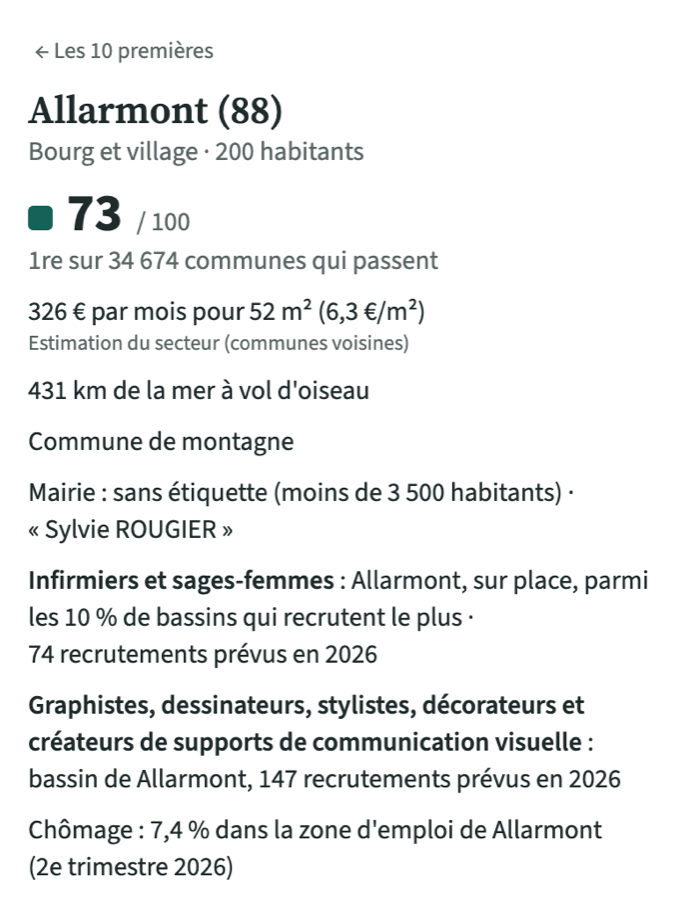 ← Les 10 premières
Allarmont (88)
Bourg et village · 200 habitants
73 / 100
1re sur 34 674 communes qui passent
326 € par mois pour 52 m² (6,3 €/m²)
Estimation du secteur (communes voisines)
431 km de la mer à vol d'oiseau
Commune de montagne
Mairie : sans étiquette (moins de 3 500 habitants) ·
« Sylvie ROUGIER »
Infirmiers et sages-femmes : Allarmont, sur place, parmi
les 10 % de bassins qui recrutent le plus ·
74 recrutements prévus en 2026
Graphistes, dessinateurs, stylistes, décorateurs et
créateurs de supports de communication visuelle :
bassin de Allarmont, 147 recrutements prévus en 2026
Chômage : 7,4 % dans la zone d'emploi de Allarmont
(2e trimestre 2026)